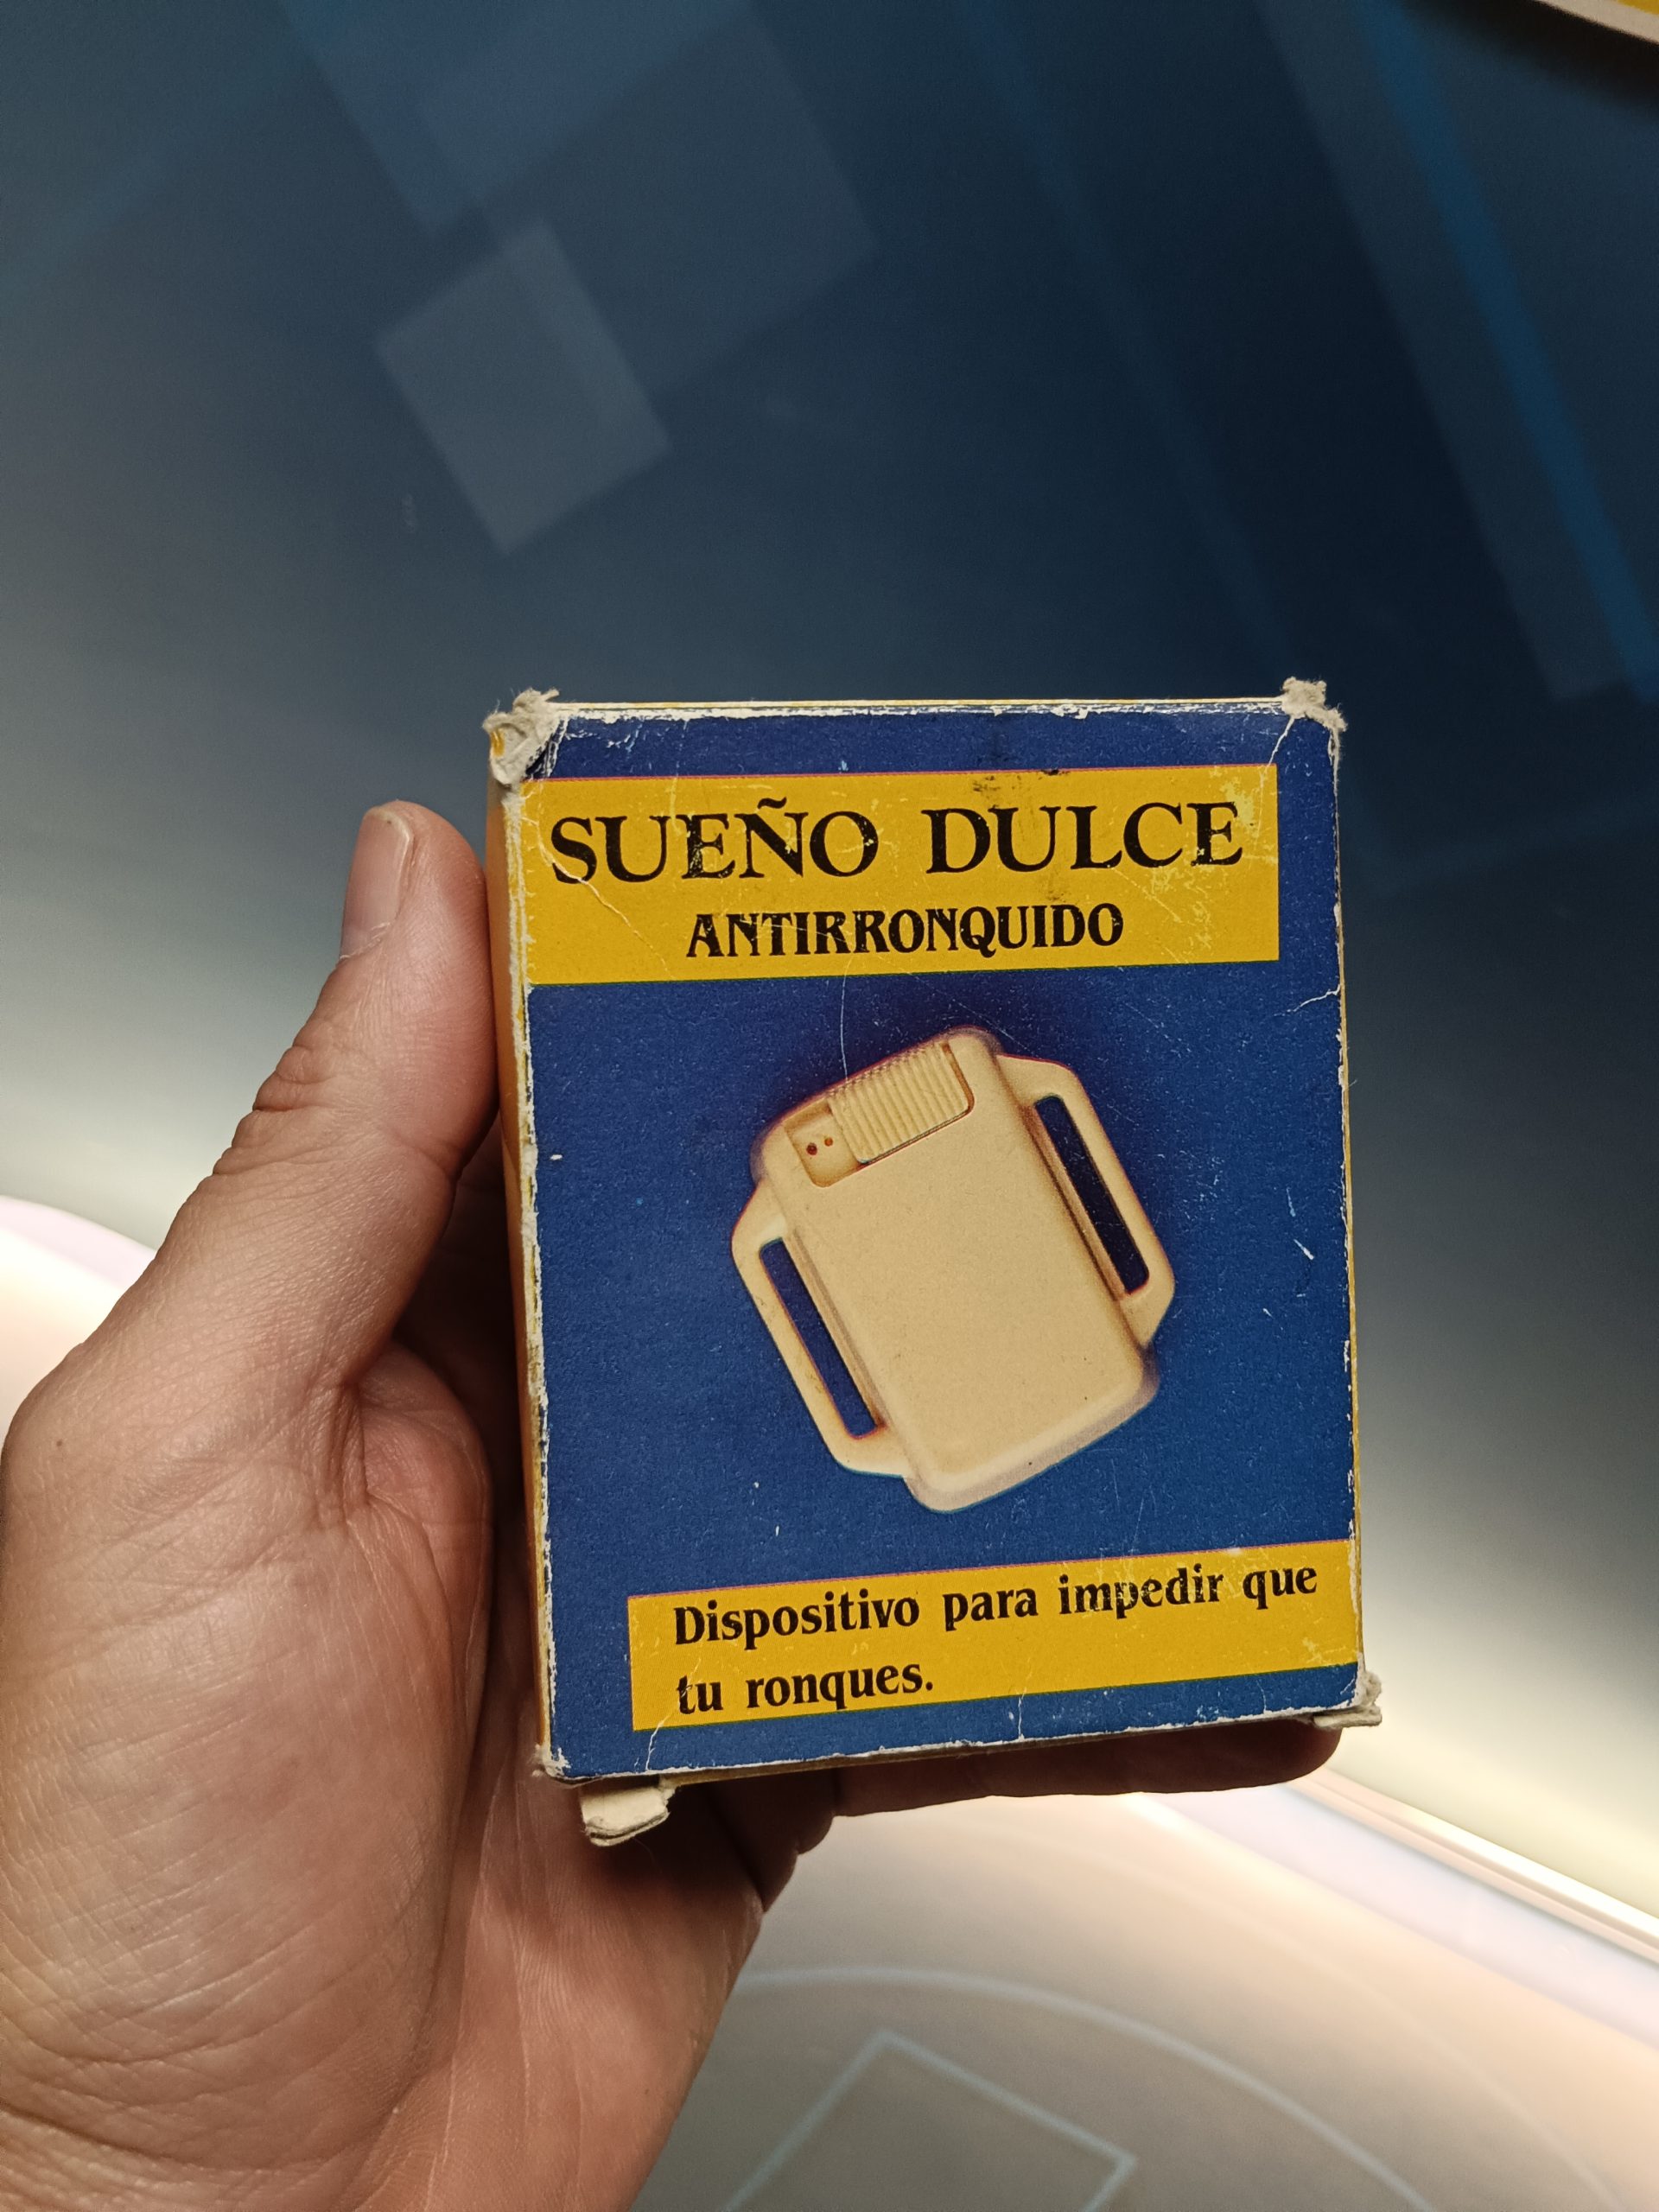 SUEÑO DULCE
ANTIRRONQUIDO
Dispositivo para impedir que
tu ronques.